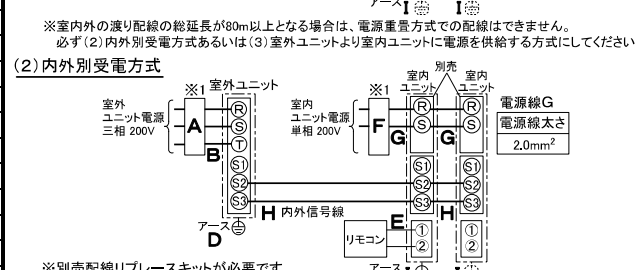 アース I I
※室内外の渡り配線の総延長が80m以上となる場合は、電源重畳方式での配線はできません。
必ず(2)内外別受電方式あるいは(3)室外ユニットより室内ユニットに電源を供給する方式にしてください
(2)内外別受電方式
別売
※1 室外ユニット ※1 室内ユニット 室内ユニット
室外
ユニット電源
三相 200V
A
B
R
S
T
S1
S2
S3
アース
D
H 内外信号線
室内
ユニット電源
単相 200V
F
G
R
S
S1
S2
S3
G
R
S
S1
S2
S3
H
E
リモコン
①
②
①
②
電源線G
電源線太さ
2.0mm²
※別売配線リプレースキットが必要です
アース